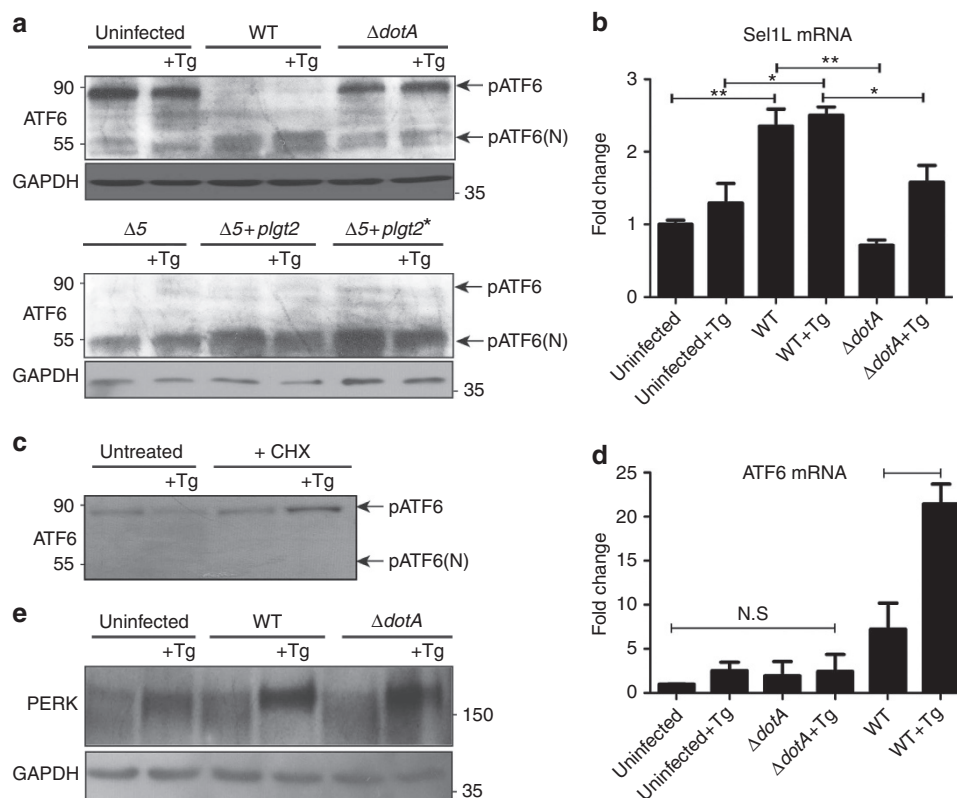 a
Uninfected WT ΔdotA
+Tg +Tg +Tg
90 pATF6
ATF6
55 pATF6(N)
GAPDH
- 35
Δ5 Δ5+plgt2 Δ5+plgt2*
+Tg +Tg +Tg
90 pATF6
ATF6
55 pATF6(N)
GAPDH
- 35
b
Sel1L mRNA
**
*
** *
3
2
1
0
Fold change
Uninfected
Uninfected+Tg
WT
WT+Tg
ΔdotA
ΔdotA+Tg
c
Untreated + CHX
+Tg +Tg
90 pATF6
ATF6
55 pATF6(N)
d
ATF6 mRNA
25
20
15
10
5
0
N.S
Fold change
Uninfected
Uninfected+Tg
ΔdotA
ΔdotA+Tg
WT
WT+Tg
e
Uninfected WT ΔdotA
+Tg +Tg +Tg
PERK
- 150
GAPDH
35